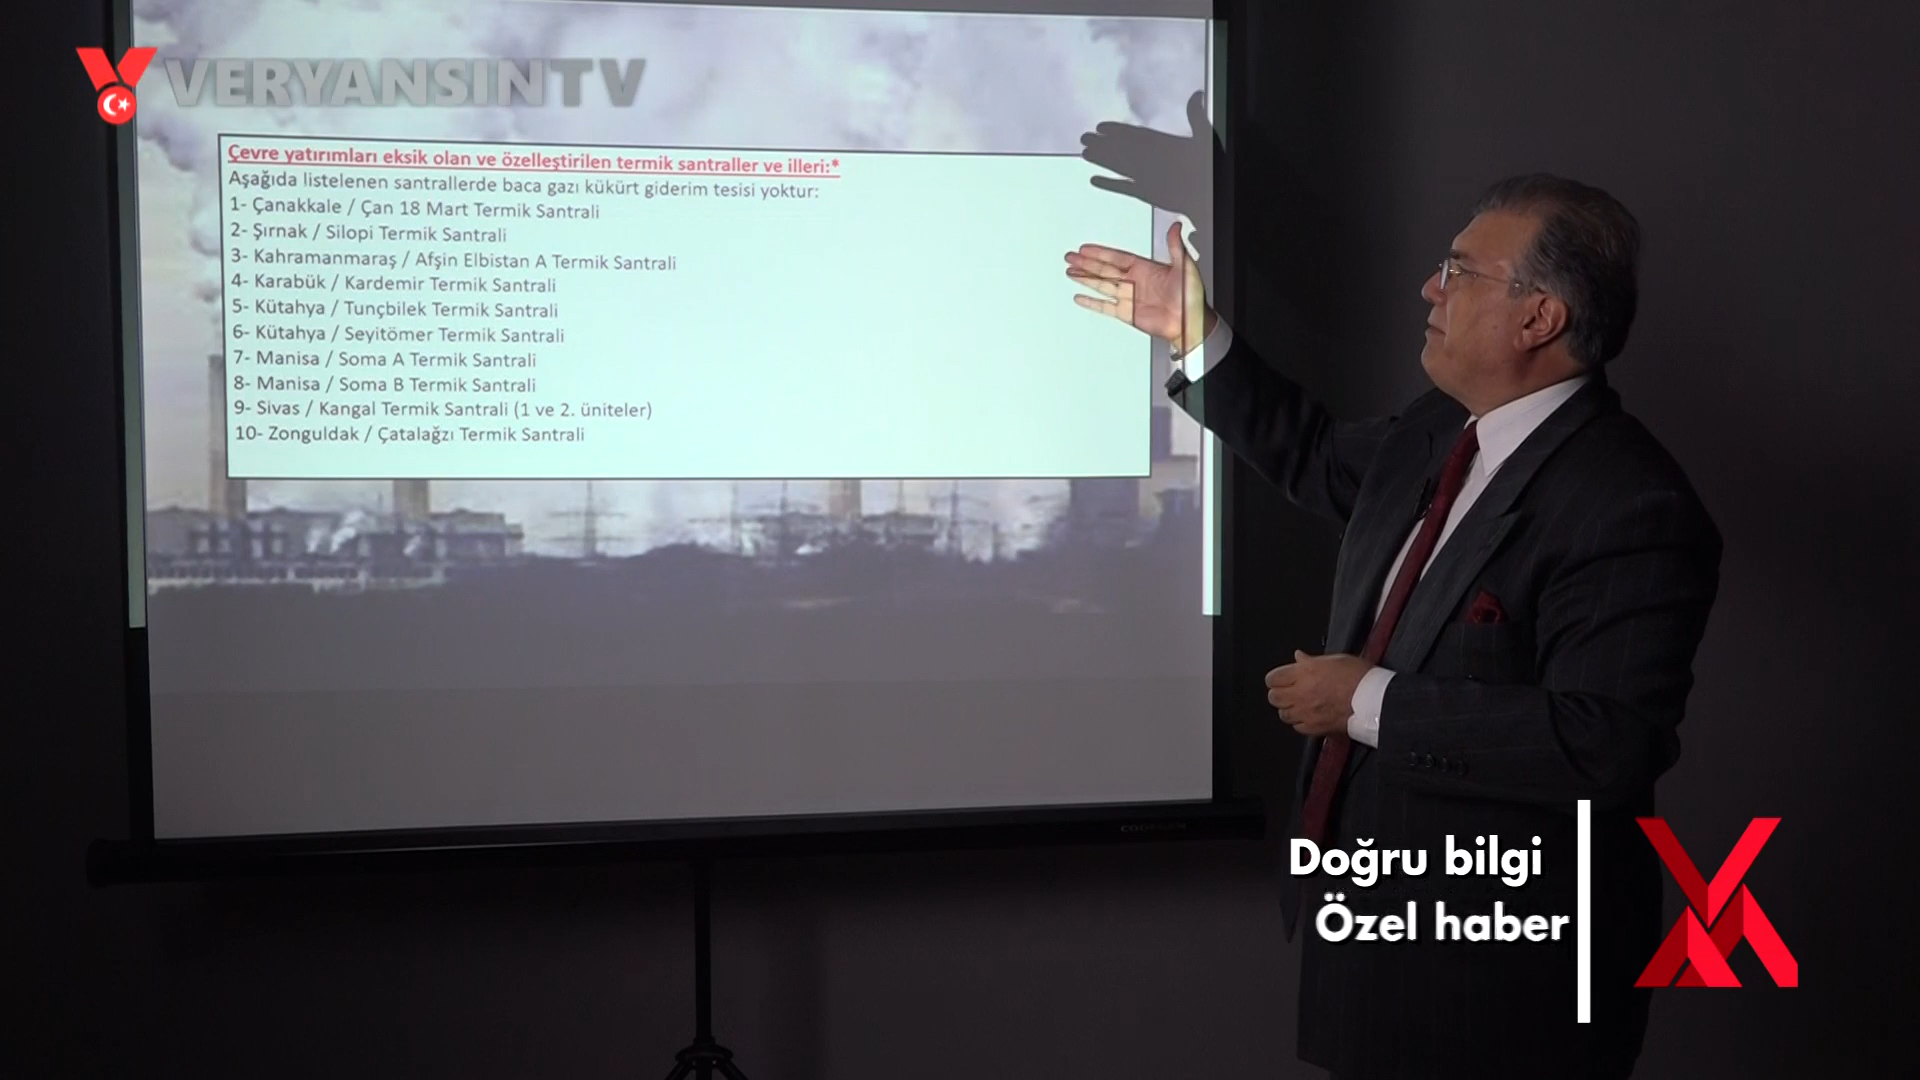 VERYANSINTV
Çevre yatırımları eksik olan ve özelleştirilen termik santraller ve illeri:*
Aşağıda listelenen santrallerde baca gazı kükürt giderim tesisi yoktur:
1- Çanakkale / Çan 18 Mart Termik Santrali
2- Şırnak / Silopi Termik Santrali
3- Kahramanmaraş / Afşin Elbistan A Termik Santrali
4- Karabük / Kardemir Termik Santrali
5- Kütahya / Tunçbilek Termik Santrali
6- Kütahya / Seyitömer Termik Santrali
7- Manisa / Soma A Termik Santrali
8- Manisa / Soma B Termik Santrali
9- Sivas / Kangal Termik Santrali (1 ve 2. üniteler)
10- Zonguldak / Çatalağzı Termik Santrali
Doğru bilgi
Özel haber